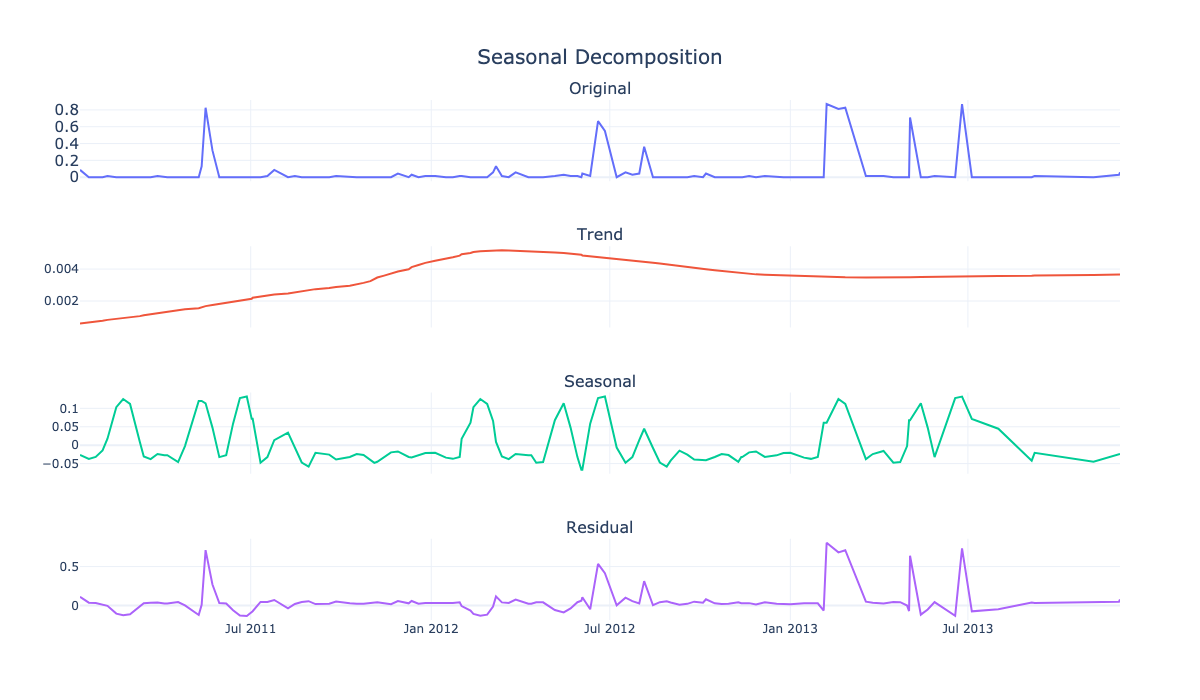 Seasonal Decomposition
Original
0.8
0.6
0.4
0.2
0
Trend
0.004
0.002
Seasonal
0.1
0.05
0
−0.05
Residual
0.5
0
Jul 2011 Jan 2012 Jul 2012 Jan 2013 Jul 2013